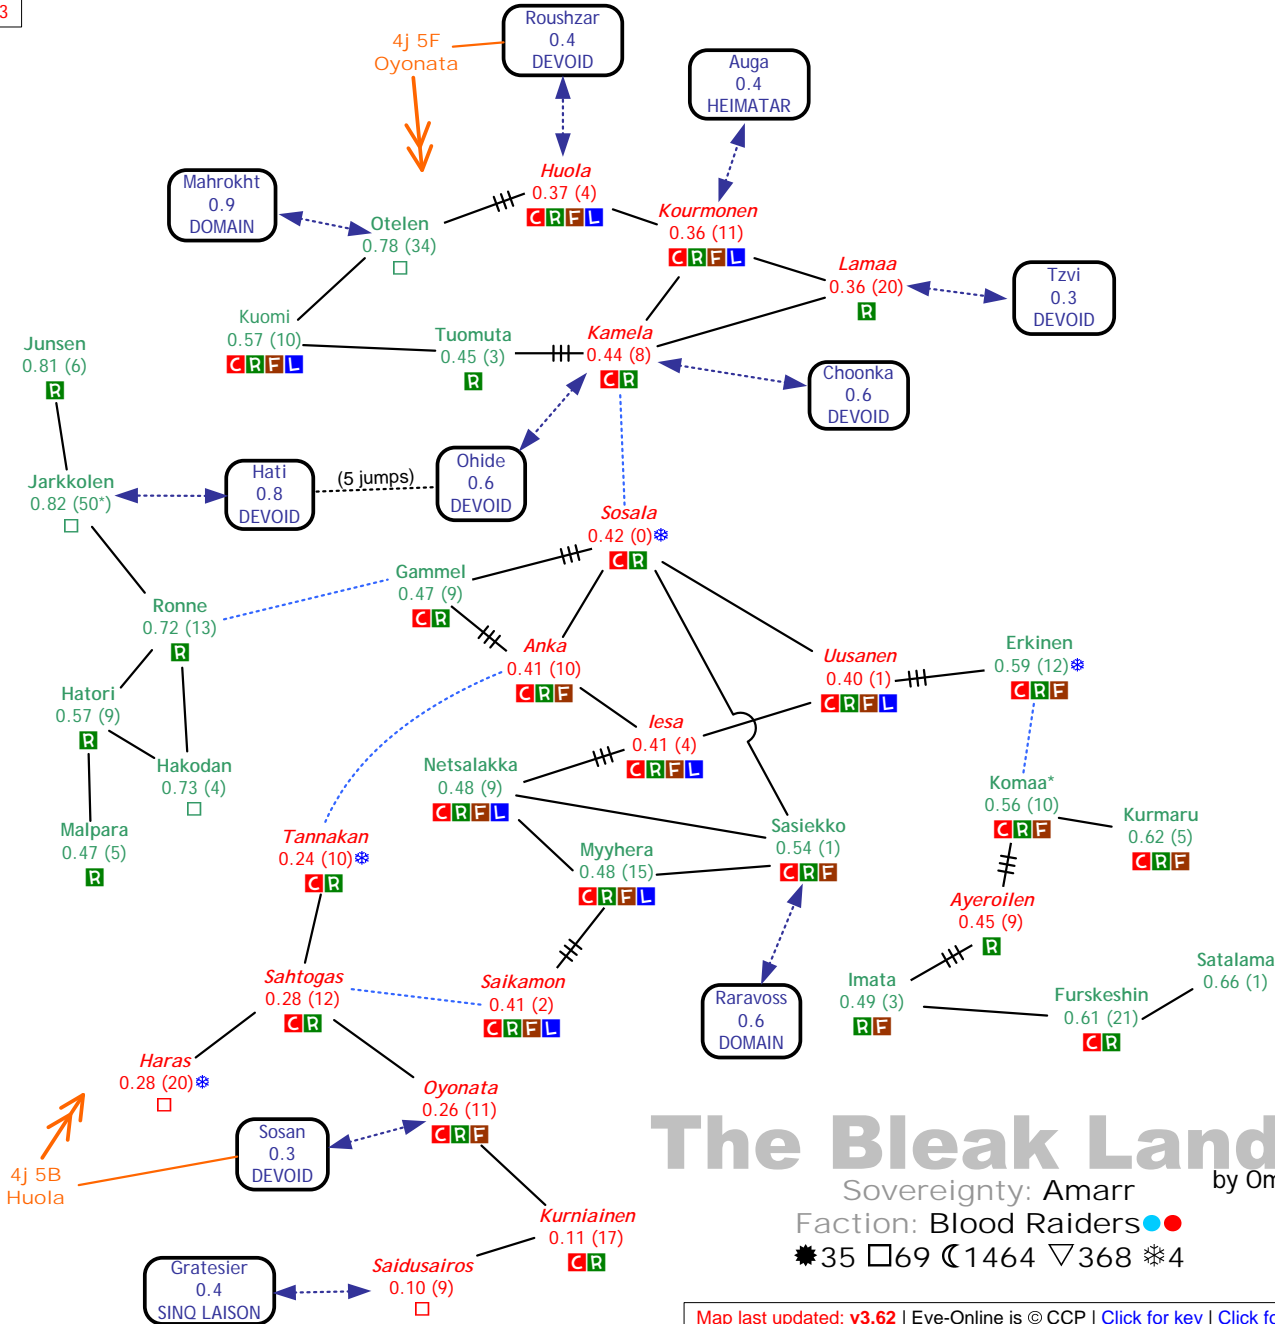 3
Roushzar
0.4
DEVOID
4j 5F
Oyonata
Auga
0.4
HEIMATAR
Mahrokht
0.9
DOMAIN
Huola
0.37 (4)
C R F L
Kourmonen
0.36 (11)
C R F L
Otelen
0.78 (34)
Lamaa
0.36 (20)
R
Tzvi
0.3
DEVOID
Kuomi
0.57 (10)
C R F L
Tuomuta
0.45 (3)
R
Kamela
0.44 (8)
C R
Junsen
0.81 (6)
R
Choonka
0.6
DEVOID
Jarkkolen
0.82 (50*)
Hati
0.8
DEVOID
(5 jumps)
Ohide
0.6
DEVOID
Sosala
0.42 (0)
C R
Gammel
0.47 (9)
C R
Ronne
0.72 (13)
R
Anka
0.41 (10)
C R F
Uusanen
0.40 (1)
C R F L
Erkinen
0.59 (12)
C R F
Hatori
0.57 (9)
R
Iesa
0.41 (4)
C R F L
Hakodan
0.73 (4)
Netsalakka
0.48 (9)
C R F L
Komaa*
0.56 (10)
C R F
Kurmaru
0.62 (5)
C R F
Malpara
0.47 (5)
R
Tannakan
0.24 (10)
C R
Myyhera
0.48 (15)
C R F L
Sasiekko
0.54 (1)
C R F
Ayeroilen
0.45 (9)
R
Sahtogas
0.28 (12)
C R
Saikamon
0.41 (2)
C R F L
Raravoss
0.6
DOMAIN
Imata
0.49 (3)
R F
Furskeshin
0.61 (21)
C R
Satalama
0.66 (1)
Haras
0.28 (20)
Oyonata
0.26 (11)
C R F
Sosan
0.3
DEVOID
4j 5B
Huola
Kurniainen
0.11 (17)
C R
Saidusairos
0.10 (9)
Gratesier
0.4
SINQ LAISON
The Bleak Land
by Om
Sovereignty: Amarr
Faction: Blood Raiders
35 69 1464 368 4
Map last updated: v3.62 | Eve-Online is © CCP | Click for key | Click fo